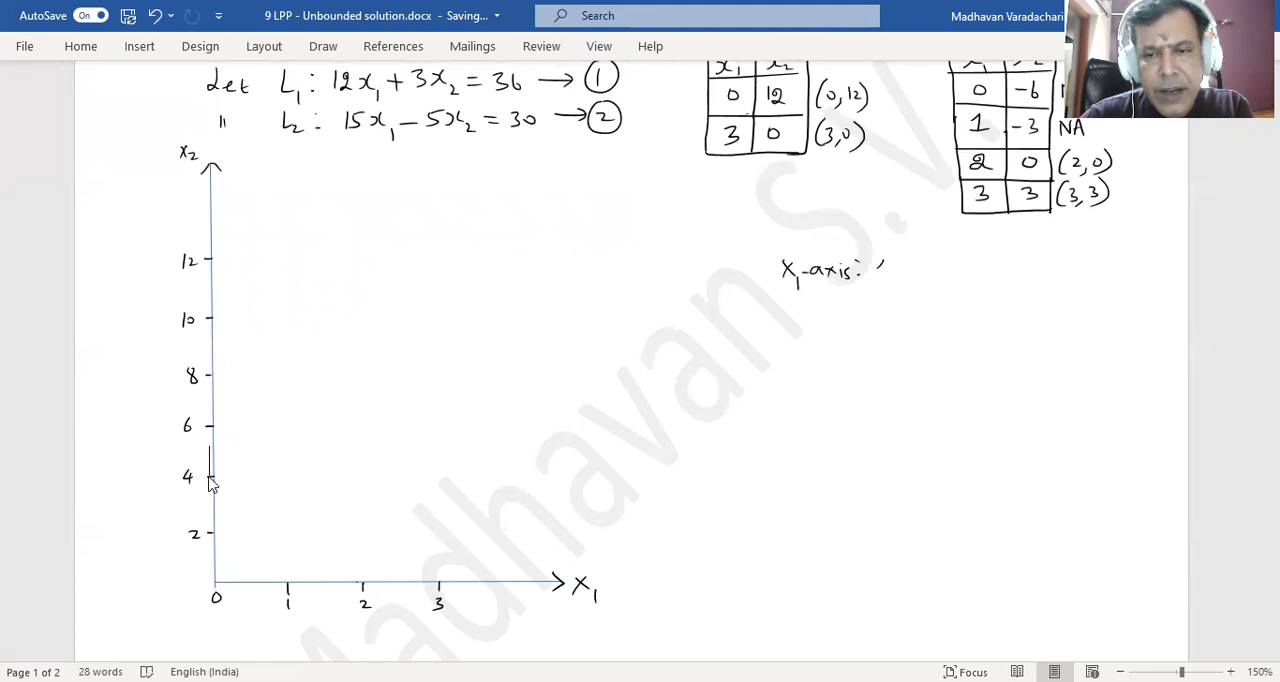 AutoSave On 9 LPP - Unbounded solution.docx - Saving... Search Madhavan Varadachari
File Home Insert Design Layout Draw References Mailings Review View Help
Let L₁ : 12x₁ + 3x₂ = 36 → ①
" L₂ : 15x₁ − 5x₂ = 30 → ②
x₁ x₂
0 12 (0,12)
3 0 (3,0)
0 -6
1 -3 NA
2 0 (2,0)
3 3 (3,3)
x₂
12
10
8
6
4
2
0 1 2 3 X₁
X₁-axis:
Madhavan S.V.
Page 1 of 2 28 words English (India) Focus 150%